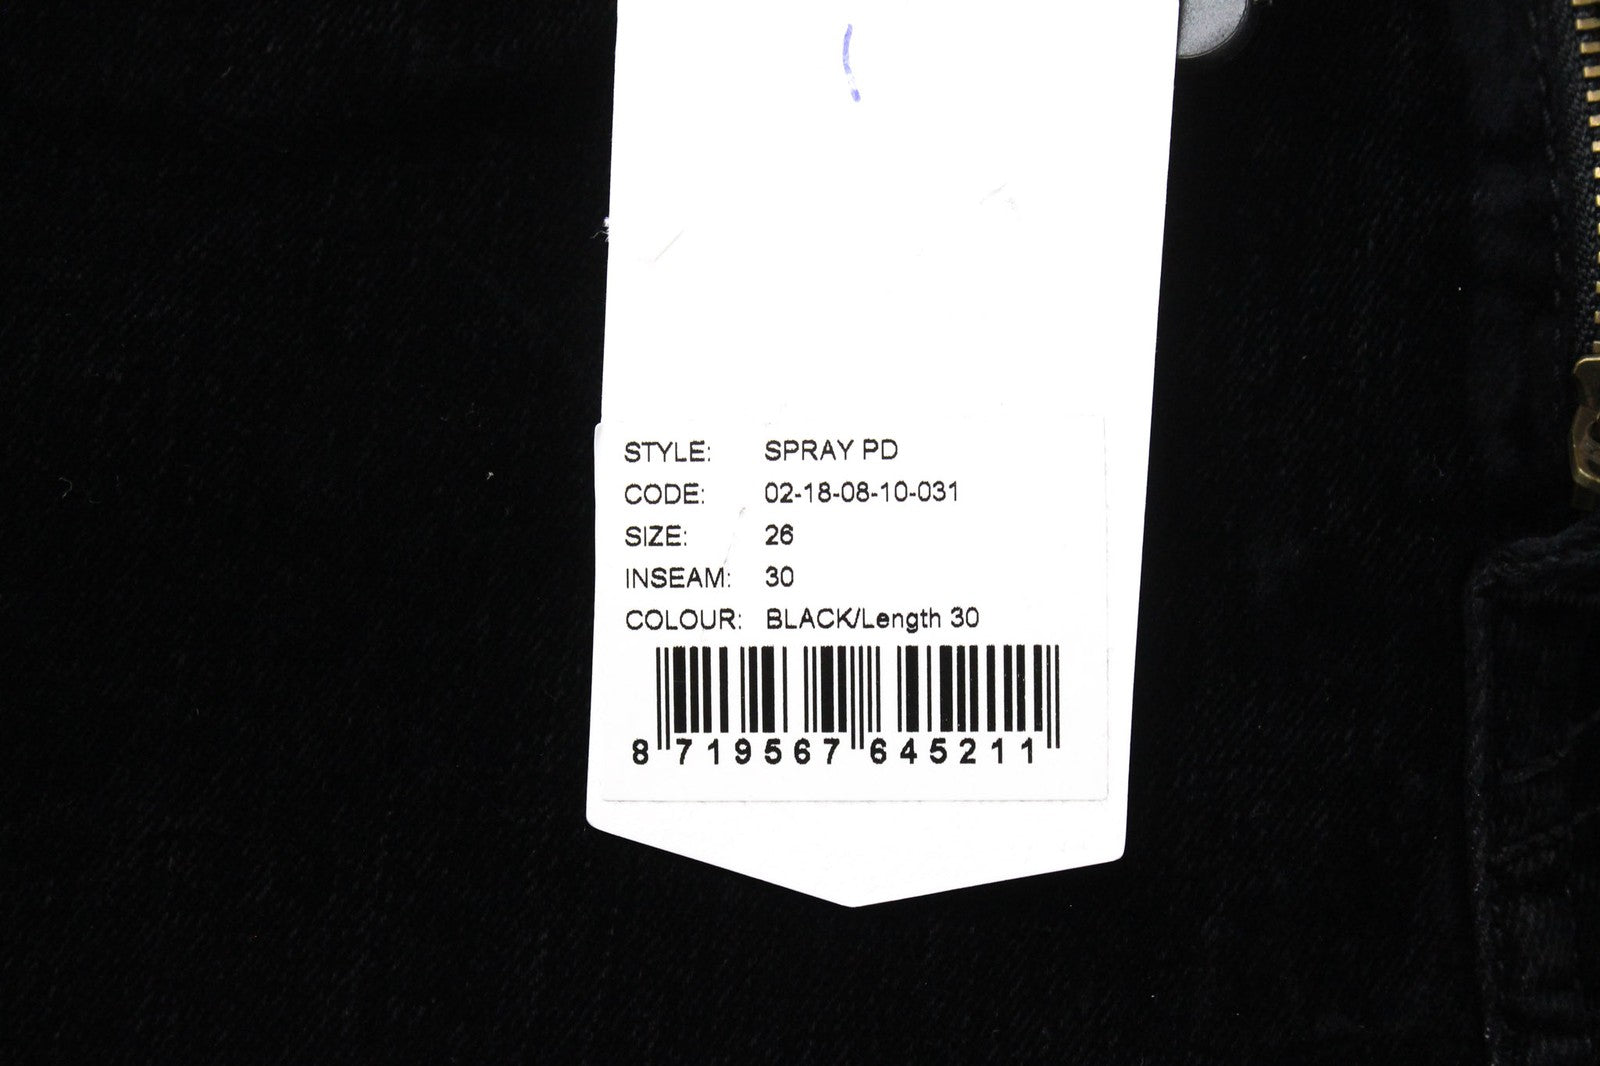 STYLE: SPRAY PD
CODE: 02-18-08-10-031
SIZE: 26
INSEAM: 30
COLOUR: BLACK/Length 30
8 719567 645211